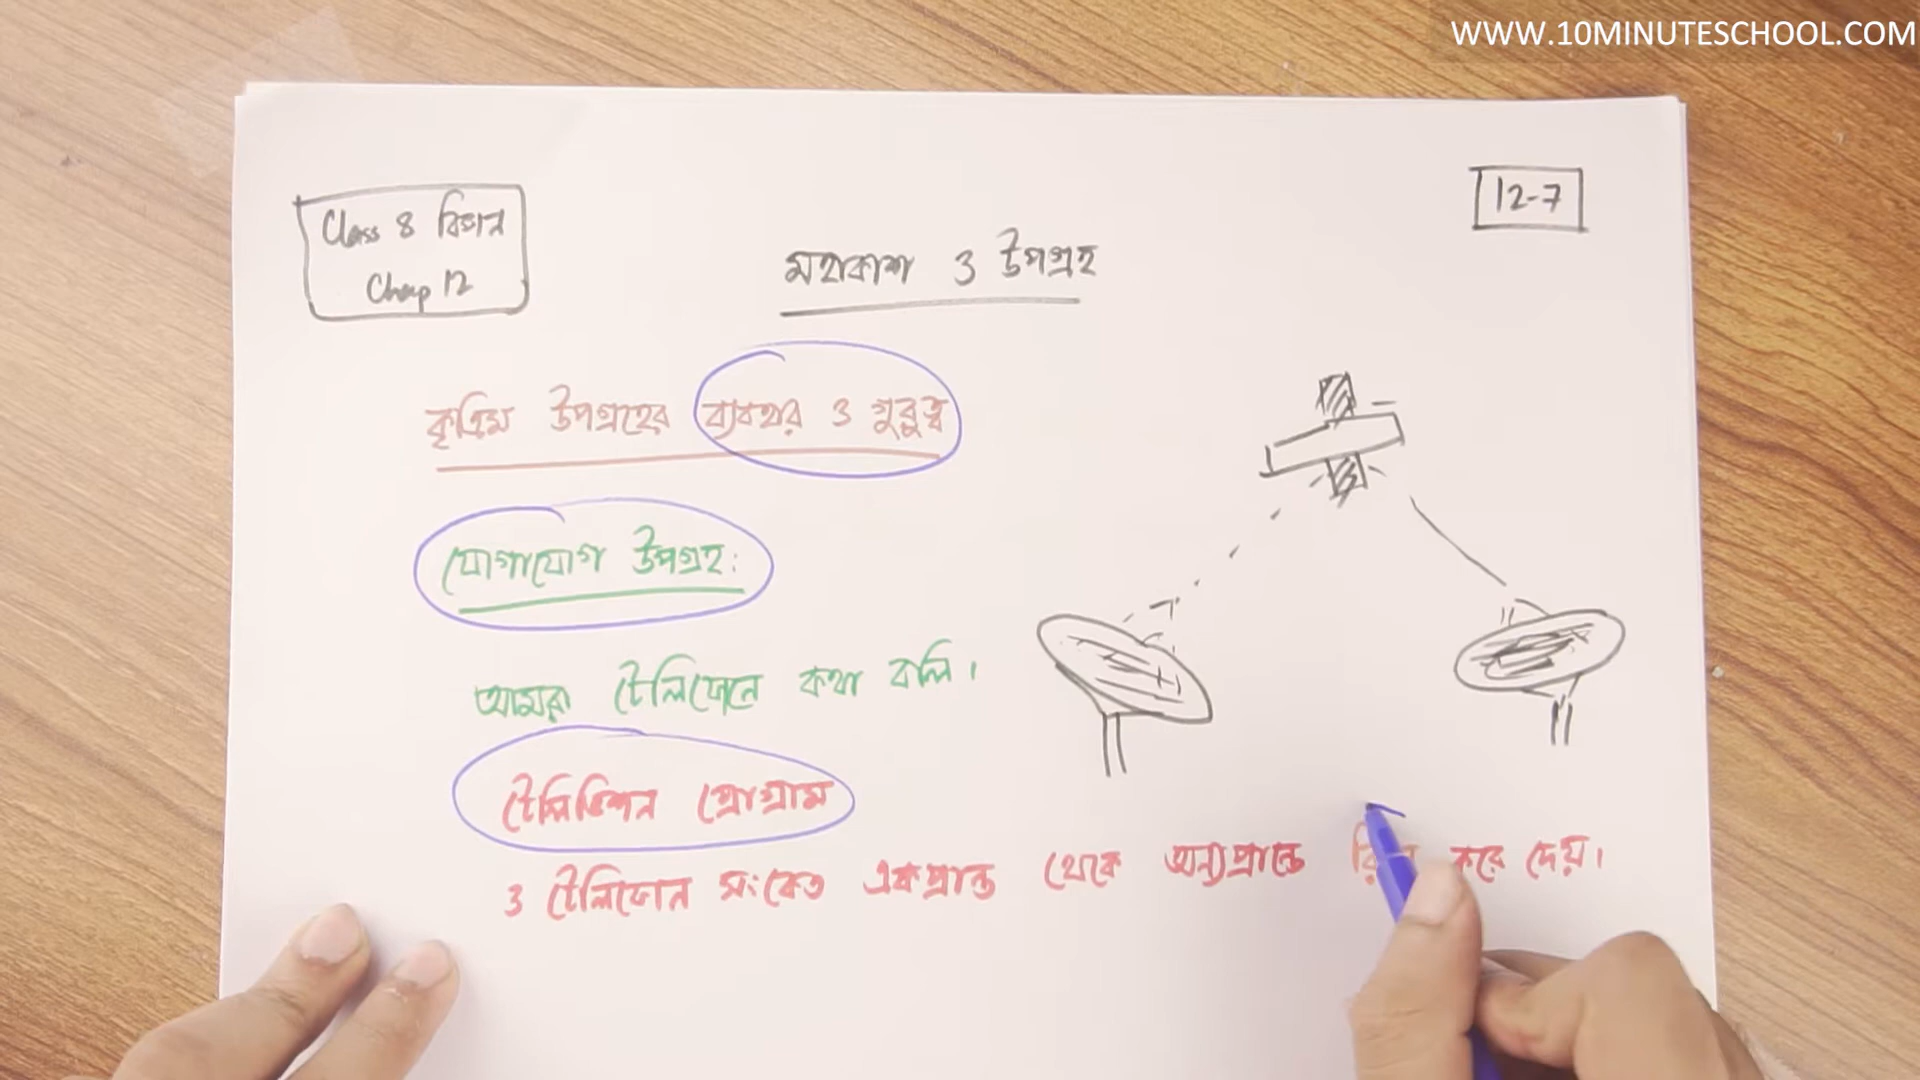 WWW.10MINUTESCHOOL.COM
Class 8 বিজ্ঞান
Chap 12
12-7
মহাকাশ ও উপগ্রহ
কৃত্রিম উপগ্রহের ব্যবহার ও গুরুত্ব
যোগাযোগ উপগ্রহ:
আমরা টেলিফোনে কথা বলি।
টেলিভিশন প্রোগ্রাম
ও টেলিফোন সংকেত একপ্রান্ত থেকে অন্যপ্রান্তে করে দেয়।